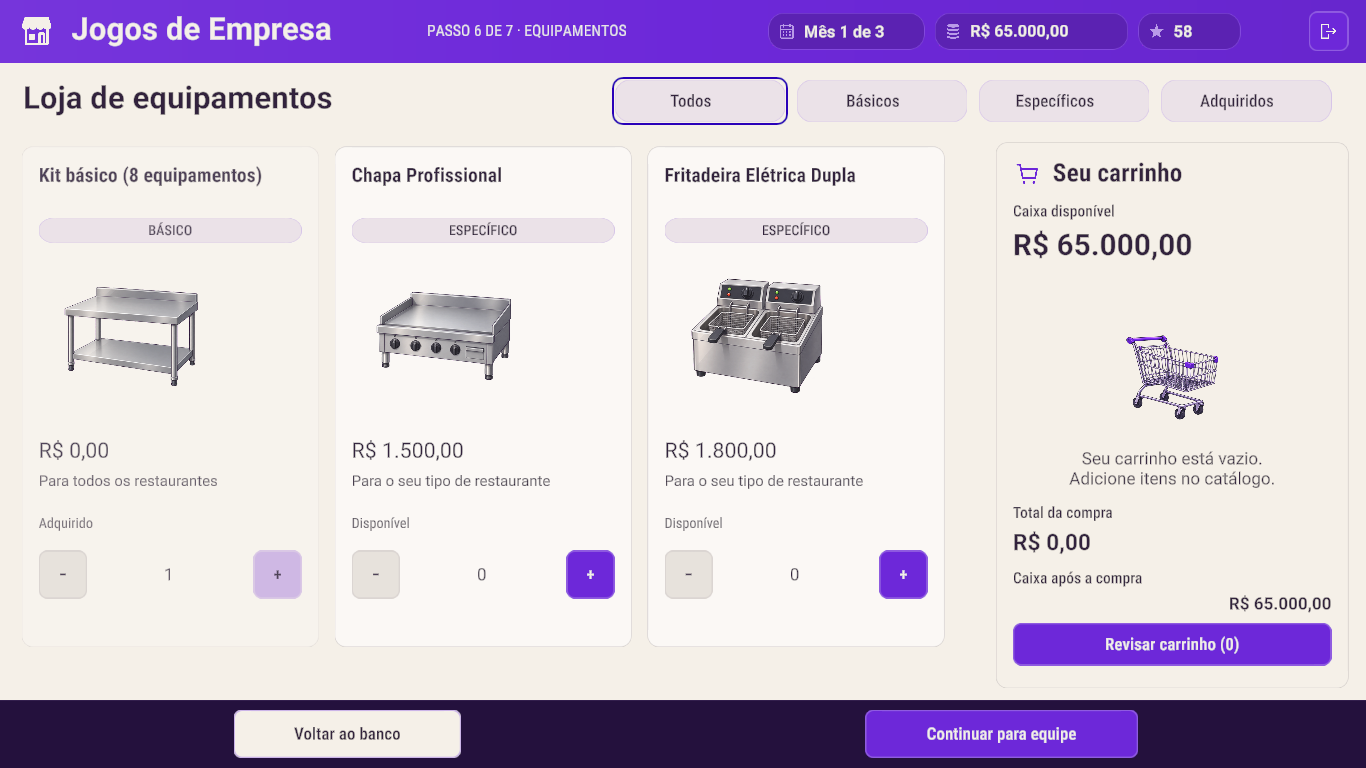 Jogos de Empresa
PASSO 6 DE 7 · EQUIPAMENTOS
Mês 1 de 3
R$ 65.000,00
58
Loja de equipamentos
Todos
Básicos
Específicos
Adquiridos
Kit básico (8 equipamentos)
BÁSICO
R$ 0,00
Para todos os restaurantes
Adquirido
-
1
+
Chapa Profissional
ESPECÍFICO
R$ 1.500,00
Para o seu tipo de restaurante
Disponível
-
0
+
Fritadeira Elétrica Dupla
ESPECÍFICO
R$ 1.800,00
Para o seu tipo de restaurante
Disponível
-
0
+
Seu carrinho
Caixa disponível
R$ 65.000,00
Seu carrinho está vazio.
Adicione itens no catálogo.
Total da compra
R$ 0,00
Caixa após a compra
R$ 65.000,00
Revisar carrinho (0)
Voltar ao banco
Continuar para equipe